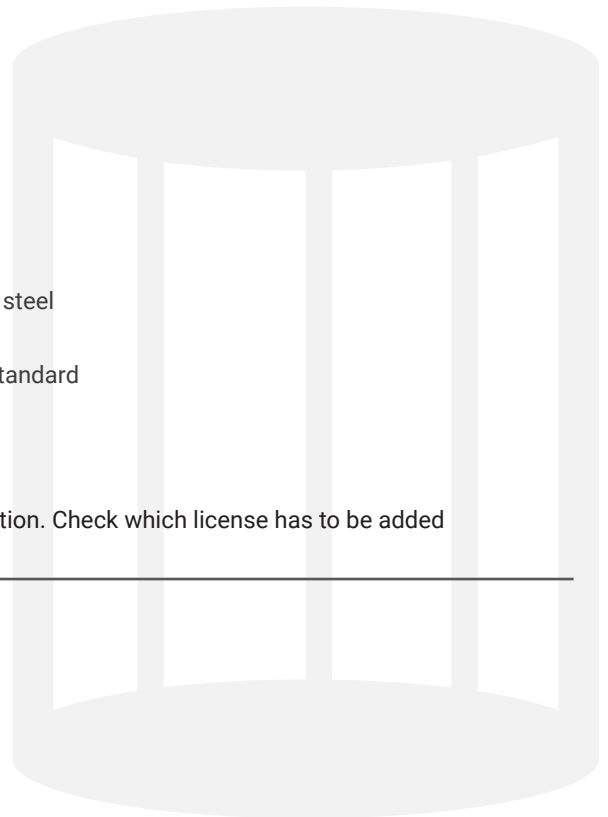 steel
tandard
tion. Check which license has to be added